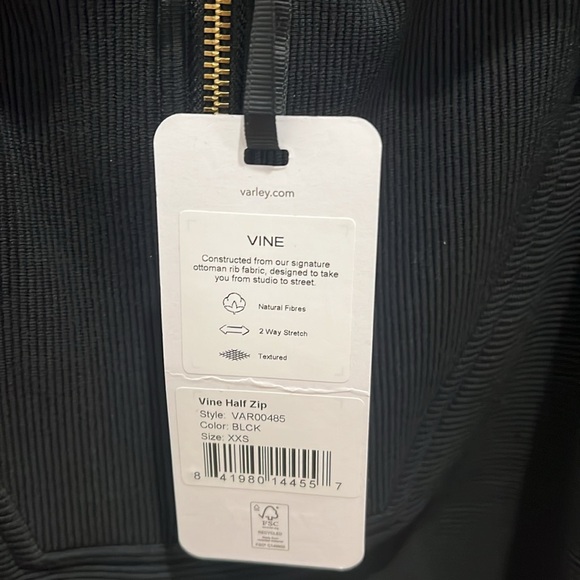 varley.com
VINE
Constructed from our signature
ottoman rib fabric, designed to take
you from studio to street.
Natural Fibres
2 Way Stretch
Textured
Vine Half Zip
Style: VAR00485
Color: BLCK
Size: XXS
8 41980 14455 7
FSC
RECYCLED